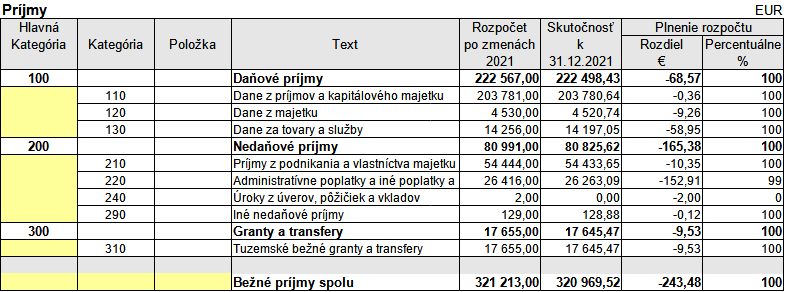 Príjmy EUR
Hlavná Kategória Kategória Položka Text Rozpočet po zmenách 2021 Skutočnosť k 31.12.2021 Plnenie rozpočtu
Rozdiel € Percentuálne %
100 Daňové príjmy 222 567,00 222 498,43 -68,57 100
110 Dane z príjmov a kapitálového majetku 203 781,00 203 780,64 -0,36 100
120 Dane z majetku 4 530,00 4 520,74 -9,26 100
130 Dane za tovary a služby 14 256,00 14 197,05 -58,95 100
200 Nedaňové príjmy 80 991,00 80 825,62 -165,38 100
210 Príjmy z podnikania a vlastníctva majetku 54 444,00 54 433,65 -10,35 100
220 Administratívne poplatky a iné poplatky a 26 416,00 26 263,09 -152,91 99
240 Úroky z úverov, pôžičiek a vkladov 2,00 0,00 -2,00 0
290 Iné nedaňové príjmy 129,00 128,88 -0,12 100
300 Granty a transfery 17 655,00 17 645,47 -9,53 100
310 Tuzemské bežné granty a transfery 17 655,00 17 645,47 -9,53 100
Bežné príjmy spolu 321 213,00 320 969,52 -243,48 100